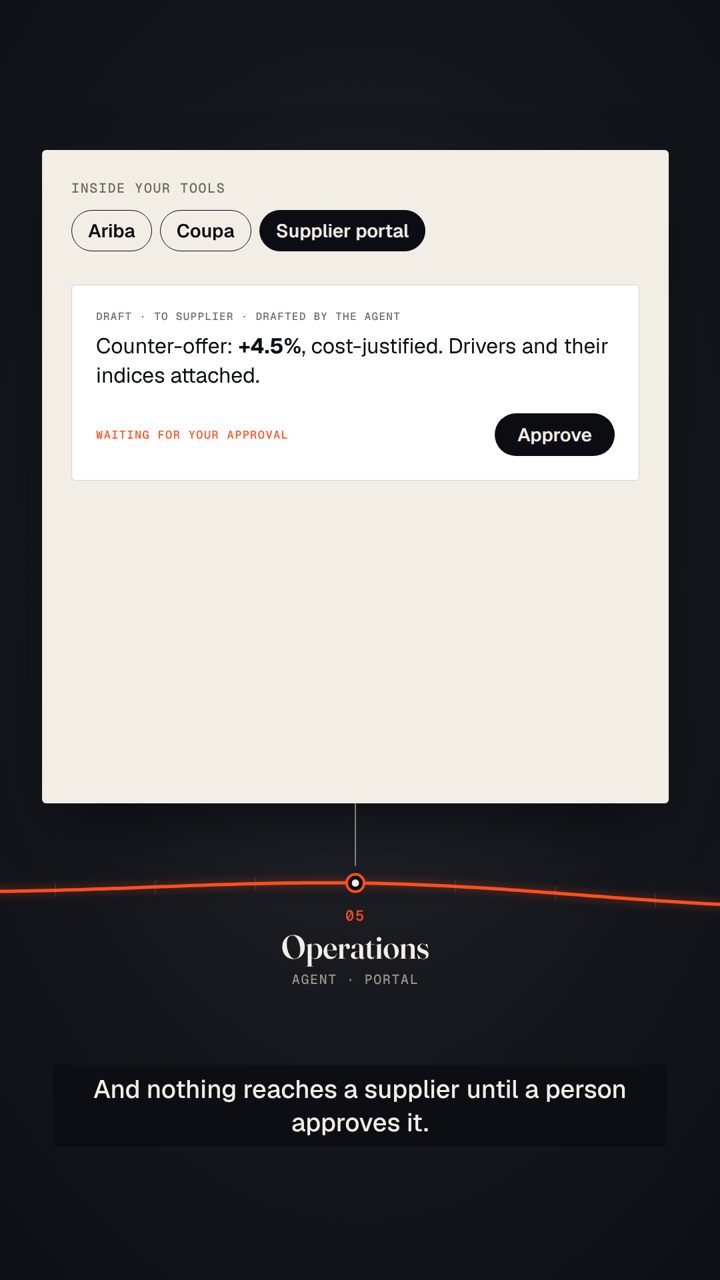 INSIDE YOUR TOOLS
Ariba Coupa Supplier portal
DRAFT · TO SUPPLIER · DRAFTED BY THE AGENT
Counter-offer: +4.5%, cost-justified. Drivers and their
indices attached.
WAITING FOR YOUR APPROVAL Approve
05
Operations
AGENT · PORTAL
And nothing reaches a supplier until a person
approves it.